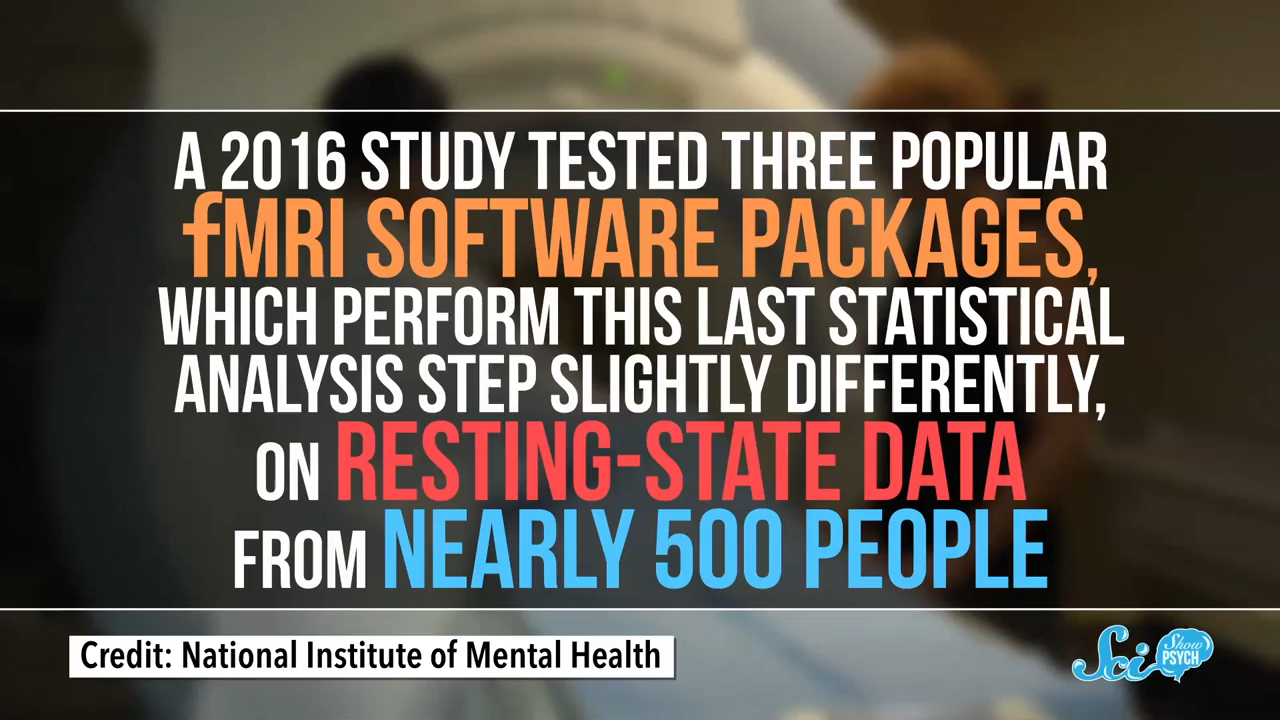 A 2016 STUDY TESTED THREE POPULAR
fMRI SOFTWARE PACKAGES,
WHICH PERFORM THIS LAST STATISTICAL
ANALYSIS STEP SLIGHTLY DIFFERENTLY,
ON RESTING-STATE DATA
FROM NEARLY 500 PEOPLE
Credit: National Institute of Mental Health
Sci Show
PSYCH